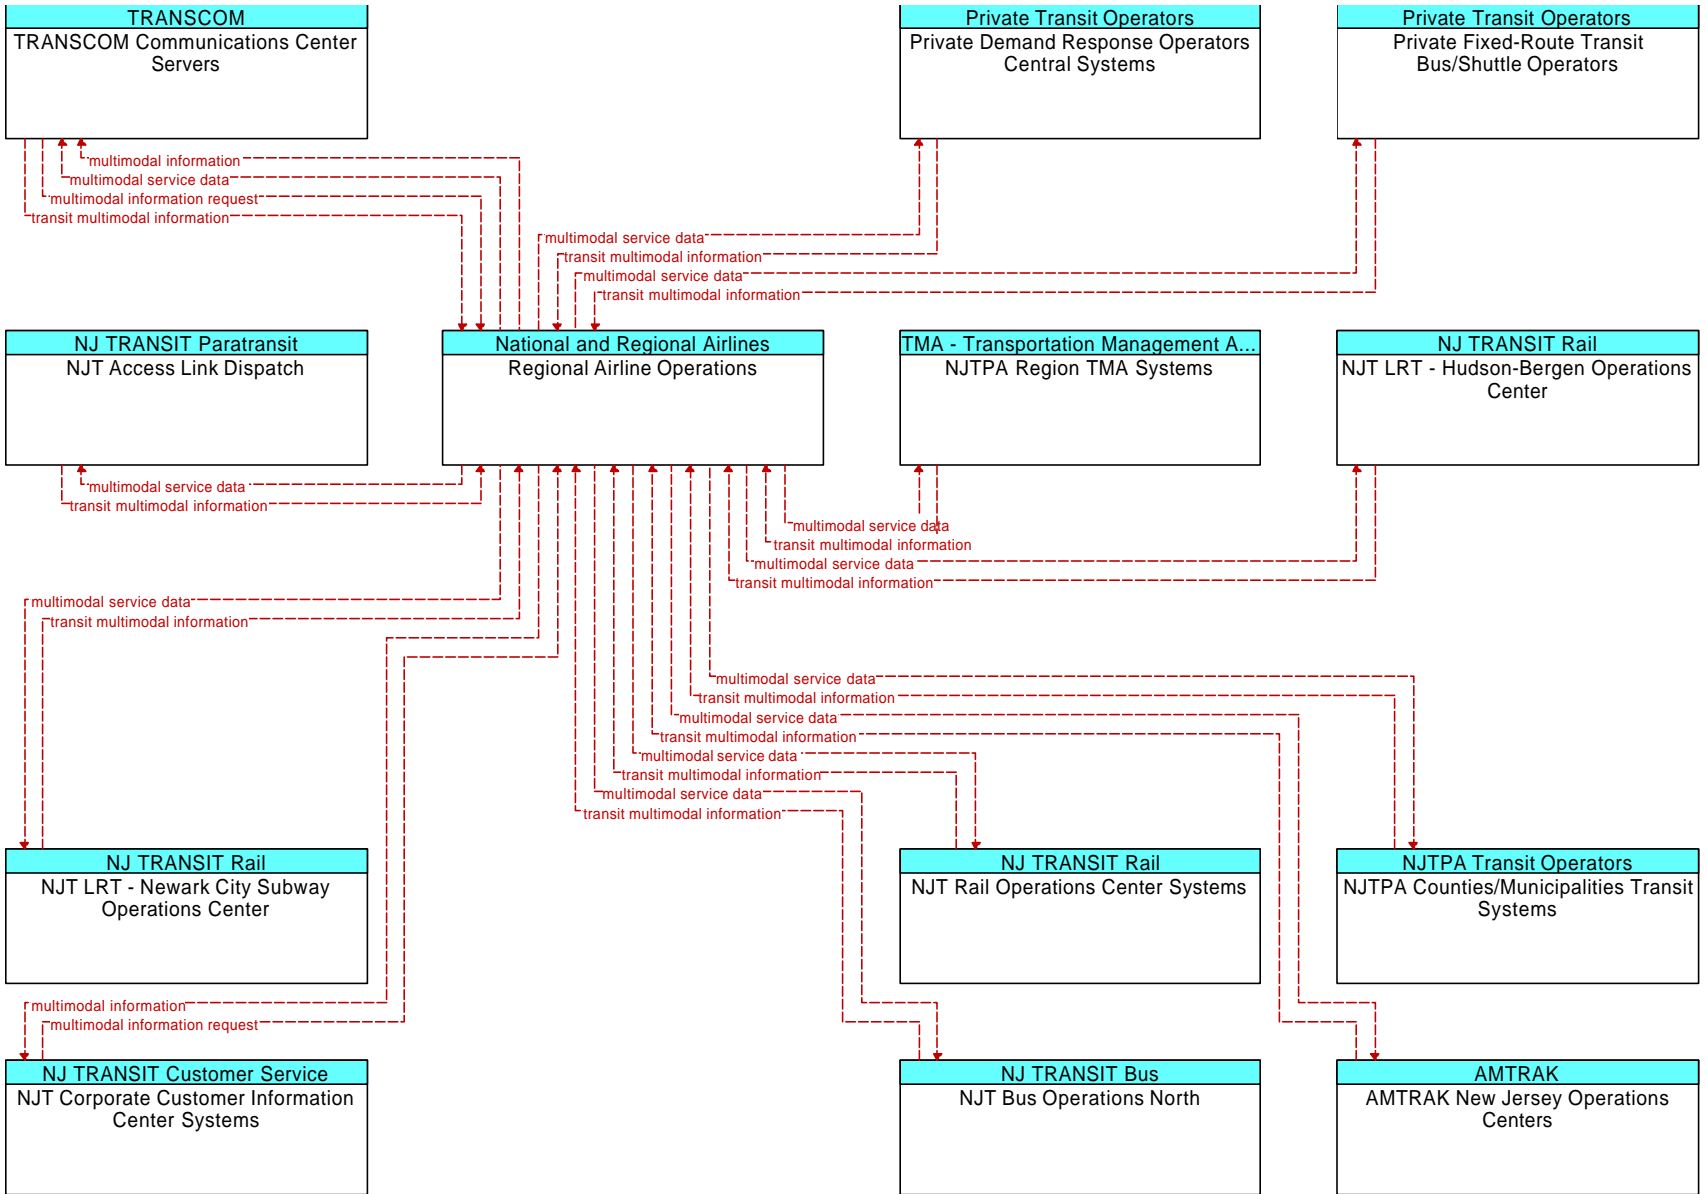 TRANSCOM
TRANSCOM Communications Center
Servers
Private Transit Operators
Private Demand Response Operators
Central Systems
Private Transit Operators
Private Fixed-Route Transit
Bus/Shuttle Operators
multimodal information
multimodal service data
multimodal information request
transit multimodal information
multimodal service data
transit multimodal information
multimodal service data
transit multimodal information
NJ TRANSIT Paratransit
NJT Access Link Dispatch
National and Regional Airlines
Regional Airline Operations
TMA - Transportation Management A...
NJTPA Region TMA Systems
NJ TRANSIT Rail
NJT LRT - Hudson-Bergen Operations
Center
multimodal service data
transit multimodal information
multimodal service data
transit multimodal information
multimodal service data
transit multimodal information
multimodal service data
transit multimodal information
multimodal service data
transit multimodal information
multimodal service data
transit multimodal information
multimodal service data
transit multimodal information
multimodal service data
transit multimodal information
NJ TRANSIT Rail
NJT LRT - Newark City Subway
Operations Center
NJ TRANSIT Rail
NJT Rail Operations Center Systems
NJTPA Transit Operators
NJTPA Counties/Municipalities Transit
Systems
multimodal information
multimodal information request
NJ TRANSIT Customer Service
NJT Corporate Customer Information
Center Systems
NJ TRANSIT Bus
NJT Bus Operations North
AMTRAK
AMTRAK New Jersey Operations
Centers